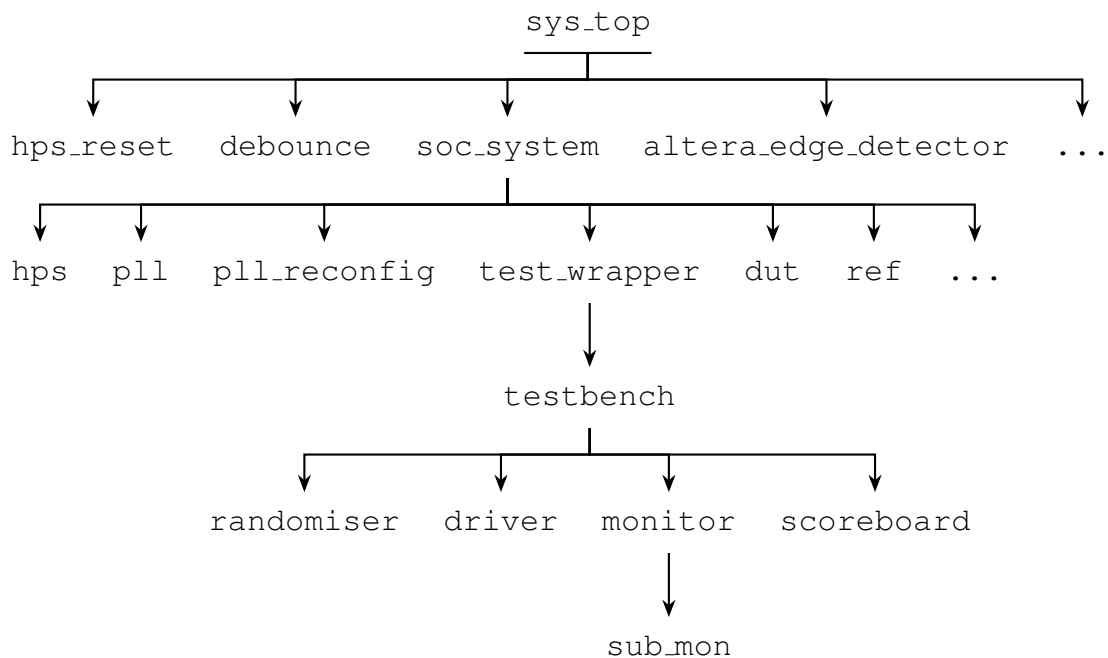 sys_top
hps_reset debounce soc_system altera_edge_detector ...
hps pll pll_reconfig test_wrapper dut ref ...
testbench
randomiser driver monitor scoreboard
sub_mon